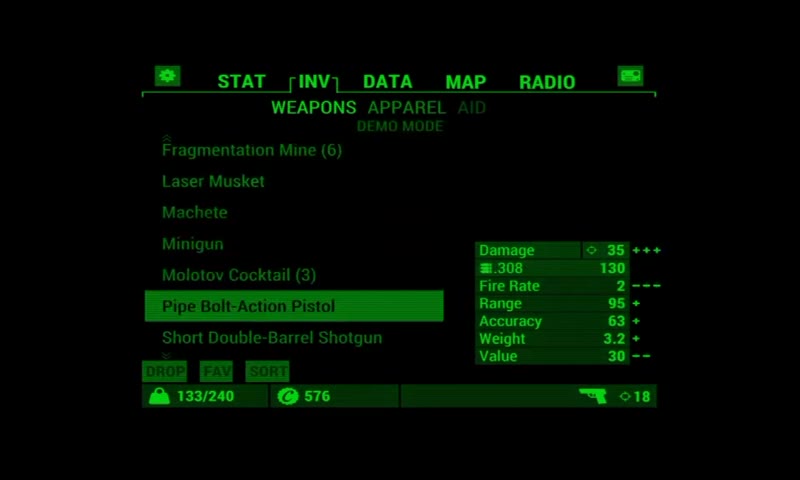 STAT INV DATA MAP RADIO
WEAPONS APPAREL AID
DEMO MODE
Fragmentation Mine (6)
Laser Musket
Machete
Minigun
Molotov Cocktail (3)
Pipe Bolt-Action Pistol
Short Double-Barrel Shotgun
Damage 35 +++
.308 130
Fire Rate 2 ---
Range 95 +
Accuracy 63 +
Weight 3.2 +
Value 30 --
DROP FAV SORT
133/240 576 18